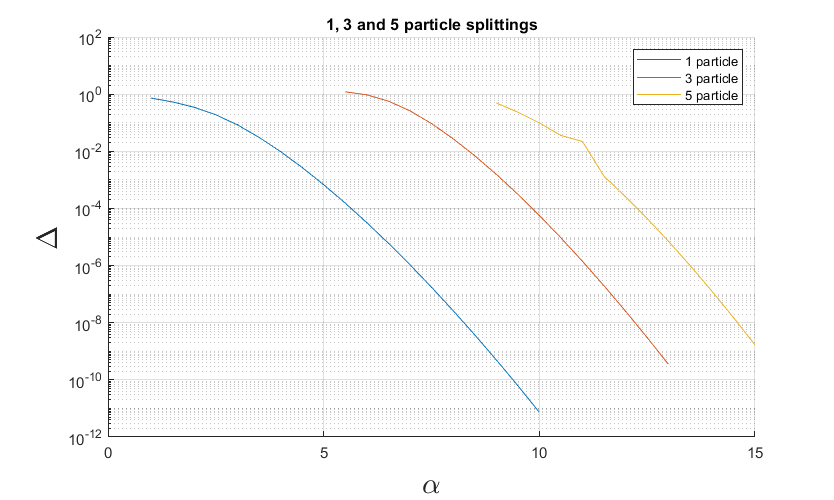 1, 3 and 5 particle splittings
1 particle
3 particle
5 particle
10^2
10^0
10^-2
10^-4
10^-6
10^-8
10^-10
10^-12
Δ
0
5
10
15
α